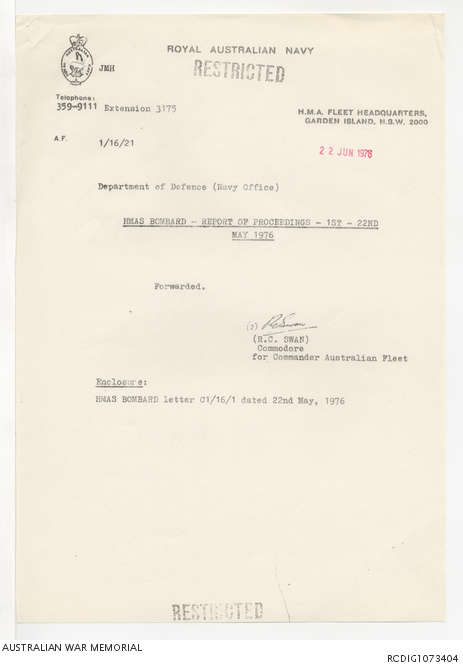 ROYAL AUSTRALIAN NAVY
JMH
RESTRICTED
Telephone:
359-9111 Extension 3175
H.M.A. FLEET HEADQUARTERS,
GARDEN ISLAND, N.S.W. 2000
A.F. 1/16/21
22 JUN 1976
Department of Defence (Navy Office)
HMAS BOMBARD - REPORT OF PROCEEDINGS - 1ST - 22ND
MAY 1976
Forwarded.
RCSwan
(R.C. SWAN)
Commodore
for Commander Australian Fleet
Enclosure:
HMAS BOMBARD letter C1/16/1 dated 22nd May, 1976
RESTRICTED
AUSTRALIAN WAR MEMORIAL
RCDIG1073404